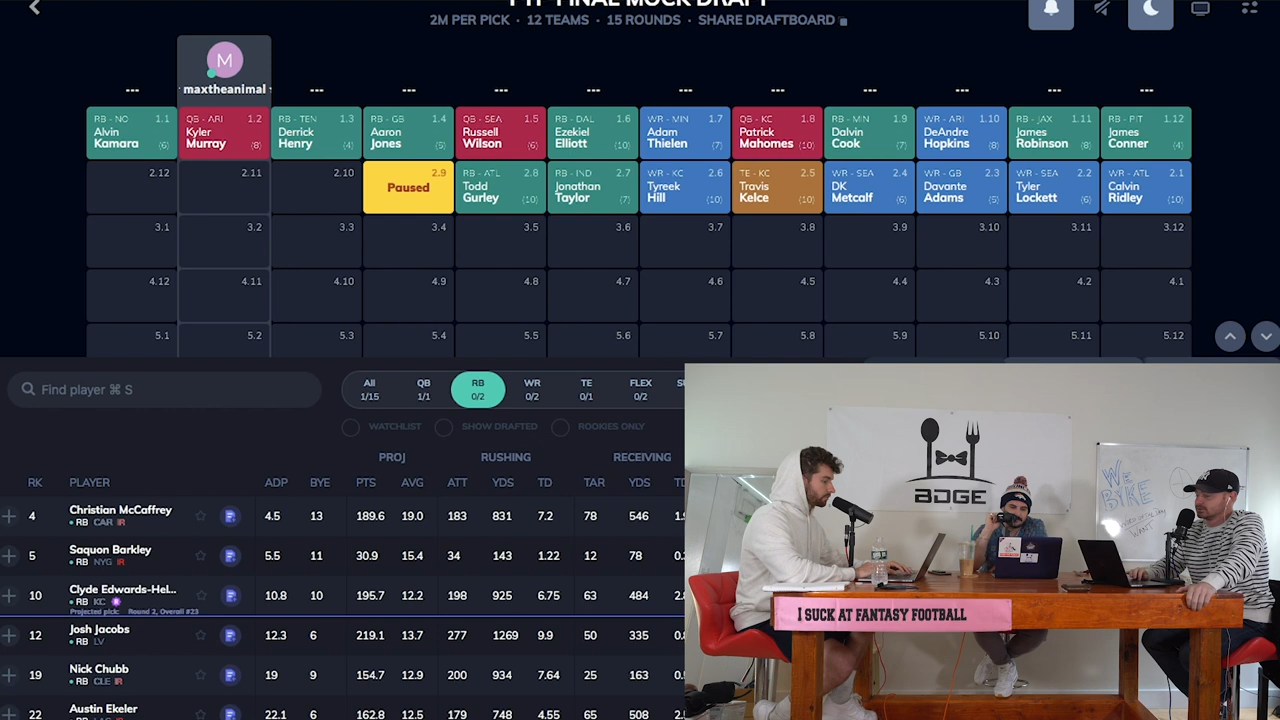 2M PER PICK · 12 TEAMS · 15 ROUNDS · SHARE DRAFTBOARD
M
maxtheanimal
--- --- --- --- --- --- --- --- --- --- ---
RB - NO 1.1 Alvin Kamara (6)
QB - ARI 1.2 Kyler Murray (8)
RB - TEN 1.3 Derrick Henry (4)
RB - GB 1.4 Aaron Jones (5)
QB - SEA 1.5 Russell Wilson (6)
RB - DAL 1.6 Ezekiel Elliott (10)
WR - MIN 1.7 Adam Thielen (7)
QB - KC 1.8 Patrick Mahomes (10)
RB - MIN 1.9 Dalvin Cook (7)
WR - ARI 1.10 DeAndre Hopkins (8)
RB - JAX 1.11 James Robinson (8)
RB - PIT 1.12 James Conner (4)
2.12
2.11
2.10
2.9 Paused
RB - ATL 2.8 Todd Gurley (10)
RB - IND 2.7 Jonathan Taylor (7)
WR - KC 2.6 Tyreek Hill (10)
TE - KC 2.5 Travis Kelce (10)
WR - SEA 2.4 DK Metcalf (6)
WR - GB 2.3 Davante Adams (5)
WR - SEA 2.2 Tyler Lockett (6)
WR - ATL 2.1 Calvin Ridley (10)
3.1 3.2 3.3 3.4 3.5 3.6 3.7 3.8 3.9 3.10 3.11 3.12
4.12 4.11 4.10 4.9 4.8 4.7 4.6 4.5 4.4 4.3 4.2 4.1
5.1 5.2 5.3 5.4 5.5 5.6 5.7 5.8 5.9 5.10 5.11 5.12
Find player ⌘ S
All QB RB WR TE FLEX
1/15 1/1 0/2 0/2 0/1 0/2
WATCHLIST SHOW DRAFTED ROOKIES ONLY
PROJ RUSHING RECEIVING
RK PLAYER ADP BYE PTS AVG ATT YDS TD TAR YDS
4 Christian McCaffrey RB CAR IR 4.5 13 189.6 19.0 183 831 7.2 78 546
5 Saquon Barkley RB NYG IR 5.5 11 30.9 15.4 34 143 1.22 12 78
10 Clyde Edwards-Hel... RB KC 10.8 10 195.7 12.2 198 925 6.75 63 484
Projected pick: Round 2, Overall #23
12 Josh Jacobs RB LV 12.3 6 219.1 13.7 277 1269 9.9 50 335
19 Nick Chubb RB CLE IR 19 9 154.7 12.9 200 934 7.64 25 163
22 Austin Ekeler 22.1 6 162.8 12.5 179 748 4.55 65 508
BDGE
WE
BIKE
WANT
I SUCK AT FANTASY FOOTBALL